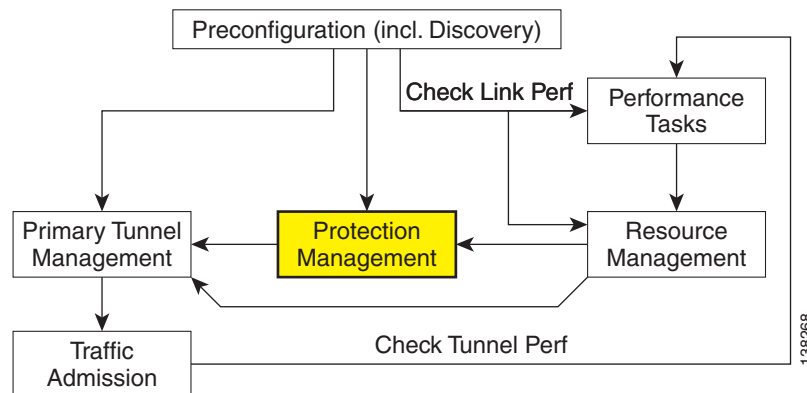 Preconfiguration (incl. Discovery)
Check Link Perf
Performance
Tasks
Primary Tunnel
Management
Protection
Management
Resource
Management
Traffic
Admission
Check Tunnel Perf
138268